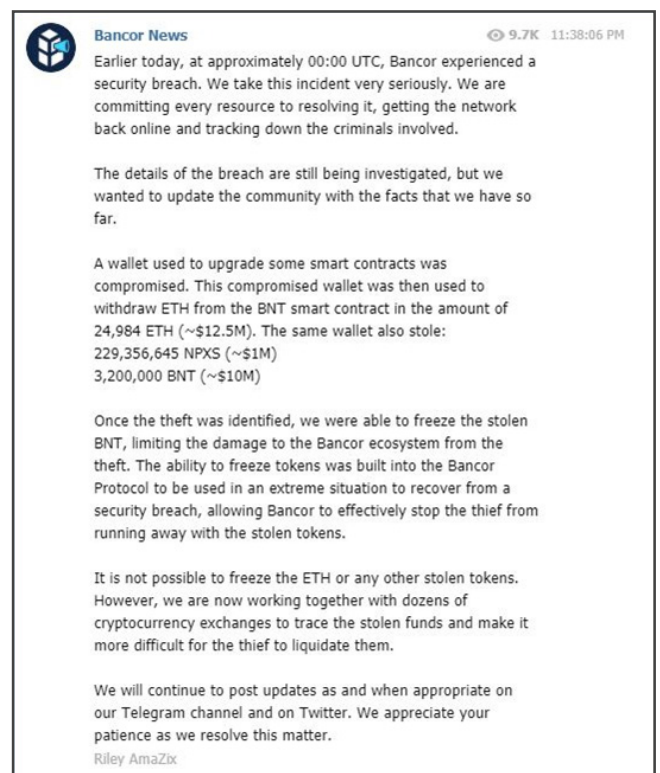 Bancor News 9.7K 11:38:06 PM
Earlier today, at approximately 00:00 UTC, Bancor experienced a
security breach. We take this incident very seriously. We are
committing every resource to resolving it, getting the network
back online and tracking down the criminals involved.
The details of the breach are still being investigated, but we
wanted to update the community with the facts that we have so
far.
A wallet used to upgrade some smart contracts was
compromised. This compromised wallet was then used to
withdraw ETH from the BNT smart contract in the amount of
24,984 ETH (~$12.5M). The same wallet also stole:
229,356,645 NPXS (~$1M)
3,200,000 BNT (~$10M)
Once the theft was identified, we were able to freeze the stolen
BNT, limiting the damage to the Bancor ecosystem from the
theft. The ability to freeze tokens was built into the Bancor
Protocol to be used in an extreme situation to recover from a
security breach, allowing Bancor to effectively stop the thief from
running away with the stolen tokens.
It is not possible to freeze the ETH or any other stolen tokens.
However, we are now working together with dozens of
cryptocurrency exchanges to trace the stolen funds and make it
more difficult for the thief to liquidate them.
We will continue to post updates as and when appropriate on
our Telegram channel and on Twitter. We appreciate your
patience as we resolve this matter.
Riley AmaZix